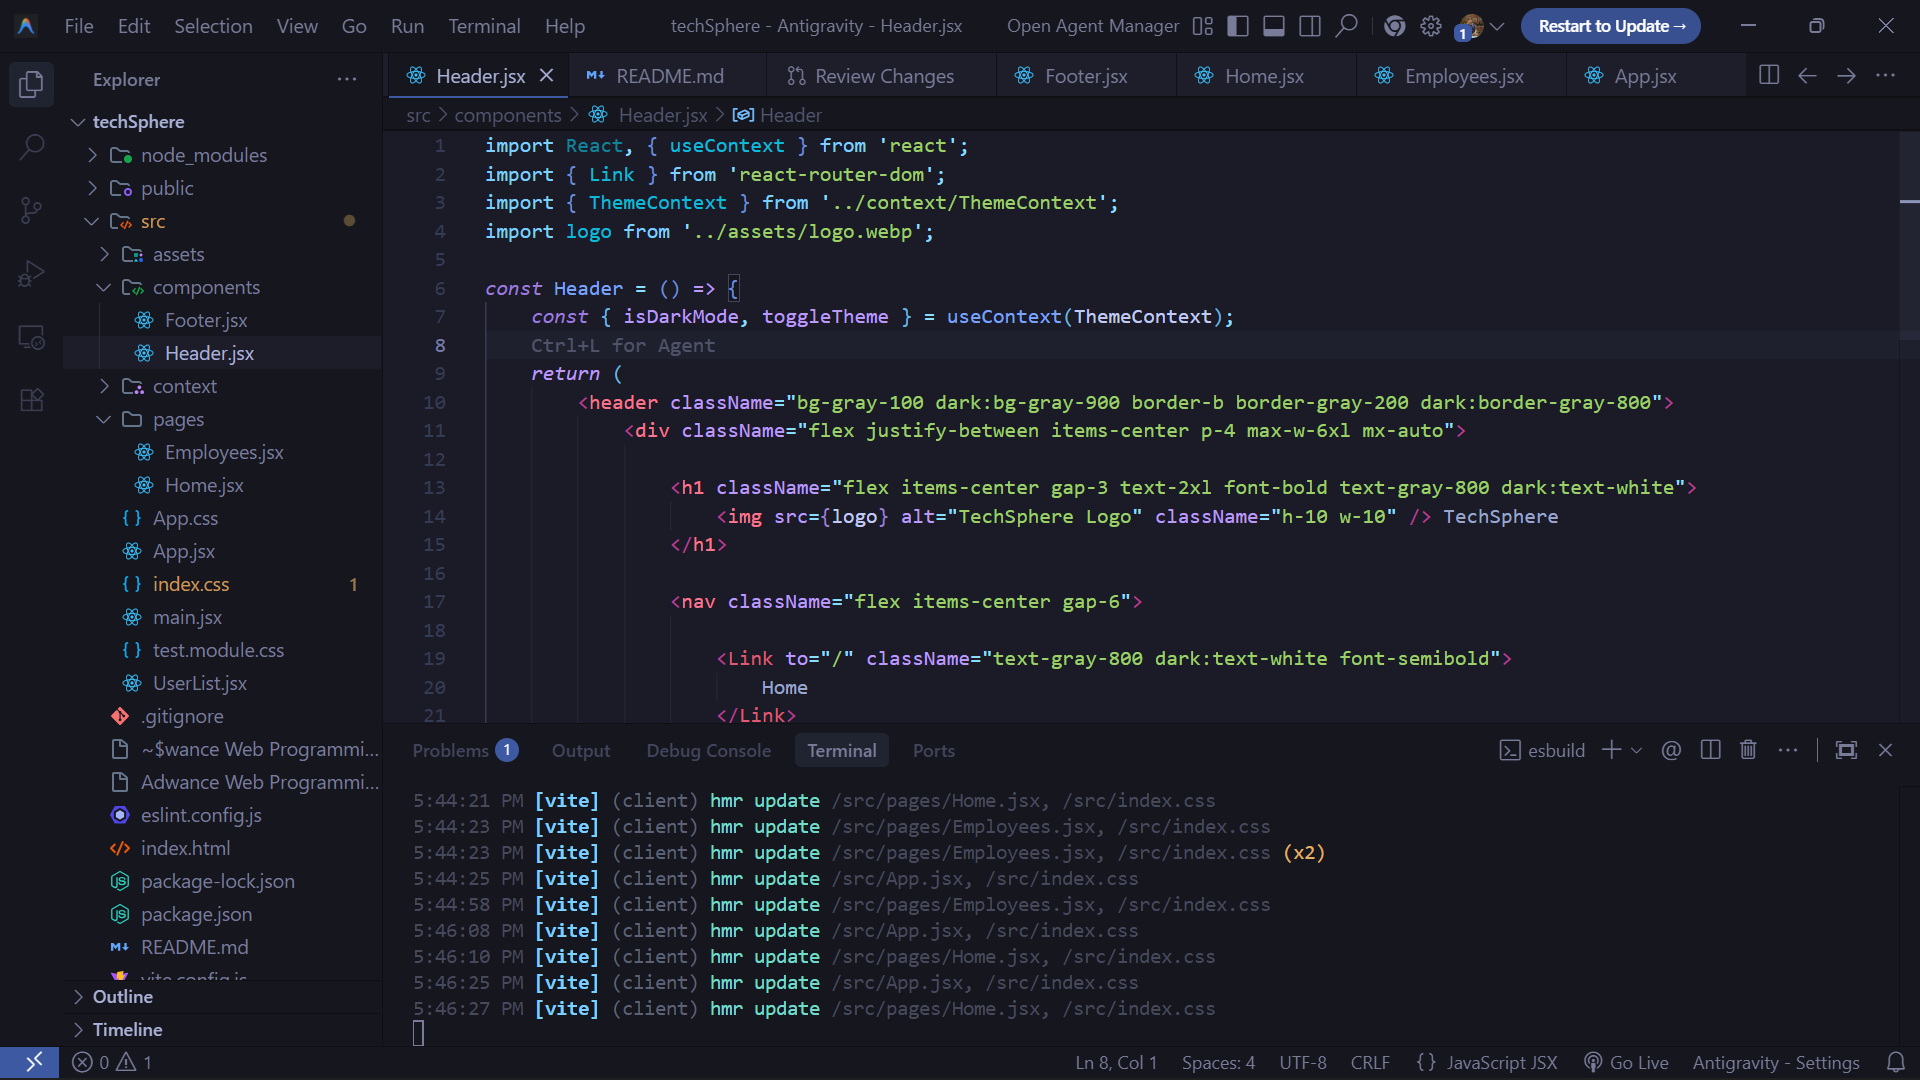 File Edit Selection View Go Run Terminal Help techSphere - Antigravity - Header.jsx Open Agent Manager 1 Restart to Update →
Explorer
techSphere
node_modules
public
src
assets
components
Footer.jsx
Header.jsx
context
pages
Employees.jsx
Home.jsx
{ } App.css
App.jsx
{ } index.css 1
main.jsx
{ } test.module.css
UserList.jsx
.gitignore
~$wance Web Programmi...
Adwance Web Programmi...
eslint.config.js
</> index.html
package-lock.json
package.json
README.md
vite.config.js
Outline
Timeline
Header.jsx README.md Review Changes Footer.jsx Home.jsx Employees.jsx App.jsx
src > components > Header.jsx > Header
1 import React, { useContext } from 'react';
2 import { Link } from 'react-router-dom';
3 import { ThemeContext } from '../context/ThemeContext';
4 import logo from '../assets/logo.webp';
5
6 const Header = () => {
7 const { isDarkMode, toggleTheme } = useContext(ThemeContext);
8 Ctrl+L for Agent
9 return (
10 <header className="bg-gray-100 dark:bg-gray-900 border-b border-gray-200 dark:border-gray-800">
11 <div className="flex justify-between items-center p-4 max-w-6xl mx-auto">
12
13 <h1 className="flex items-center gap-3 text-2xl font-bold text-gray-800 dark:text-white">
14 <img src={logo} alt="TechSphere Logo" className="h-10 w-10" /> TechSphere
15 </h1>
16
17 <nav className="flex items-center gap-6">
18
19 <Link to="/" className="text-gray-800 dark:text-white font-semibold">
20 Home
21 </Link>
Problems 1 Output Debug Console Terminal Ports esbuild
5:44:21 PM [vite] (client) hmr update /src/pages/Home.jsx, /src/index.css
5:44:23 PM [vite] (client) hmr update /src/pages/Employees.jsx, /src/index.css
5:44:23 PM [vite] (client) hmr update /src/pages/Employees.jsx, /src/index.css (x2)
5:44:25 PM [vite] (client) hmr update /src/App.jsx, /src/index.css
5:44:58 PM [vite] (client) hmr update /src/pages/Employees.jsx, /src/index.css
5:46:08 PM [vite] (client) hmr update /src/App.jsx, /src/index.css
5:46:10 PM [vite] (client) hmr update /src/pages/Home.jsx, /src/index.css
5:46:25 PM [vite] (client) hmr update /src/App.jsx, /src/index.css
5:46:27 PM [vite] (client) hmr update /src/pages/Home.jsx, /src/index.css
0 1 Ln 8, Col 1 Spaces: 4 UTF-8 CRLF { } JavaScript JSX Go Live Antigravity - Settings